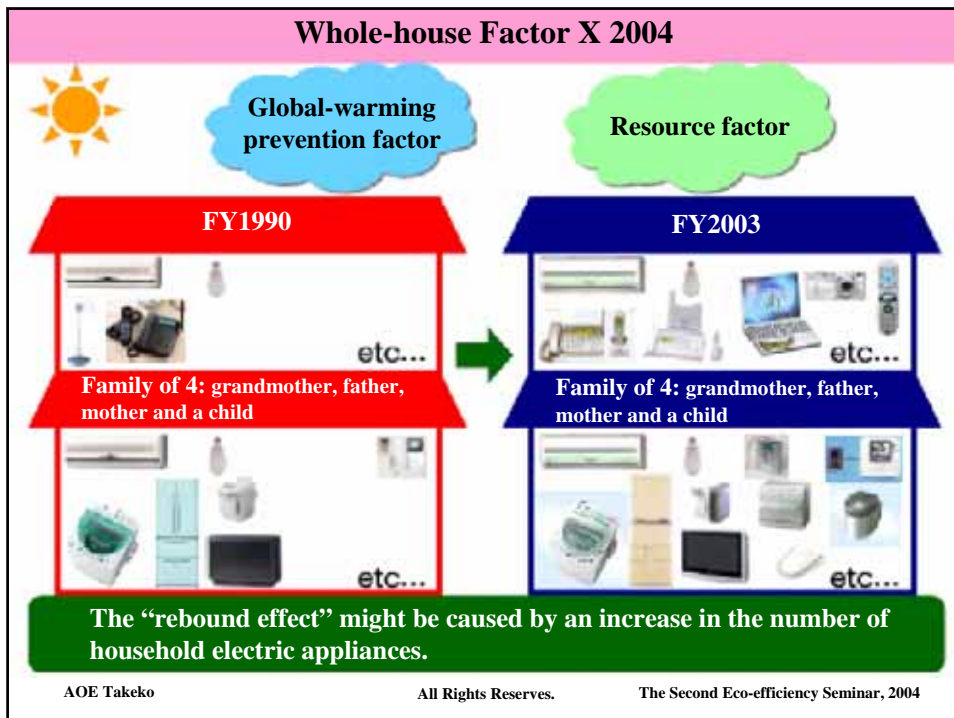 Whole-house Factor X 2004
Global-warming
prevention factor
Resource factor
FY1990
FY2003
etc...
etc...
Family of 4: grandmother, father,
mother and a child
Family of 4: grandmother, father,
mother and a child
etc...
etc...
The “rebound effect” might be caused by an increase in the number of
household electric appliances.
AOE Takeko
All Rights Reserves.
The Second Eco-efficiency Seminar, 2004